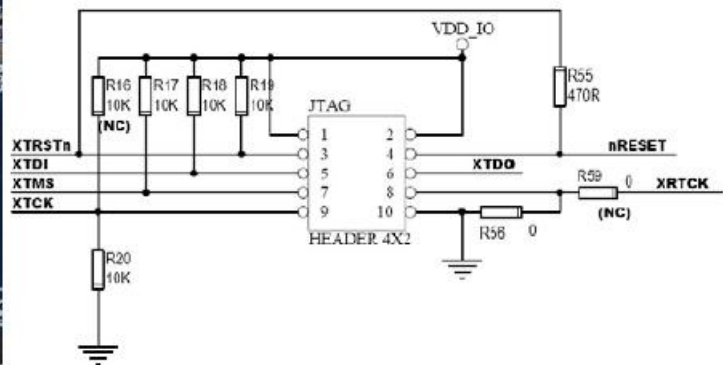 VDD_IO
R16
10K
(NC)
R17
10K
R18
10K
R19
10K
R55
470R
JTAG
1
2
XTRSTn
3
4
nRESET
XTDI
5
6
XTDO
XTMS
7
8
R59
0
XRTCK
(NC)
XTCK
9
10
R56
0
HEADER 4X2
R20
10K